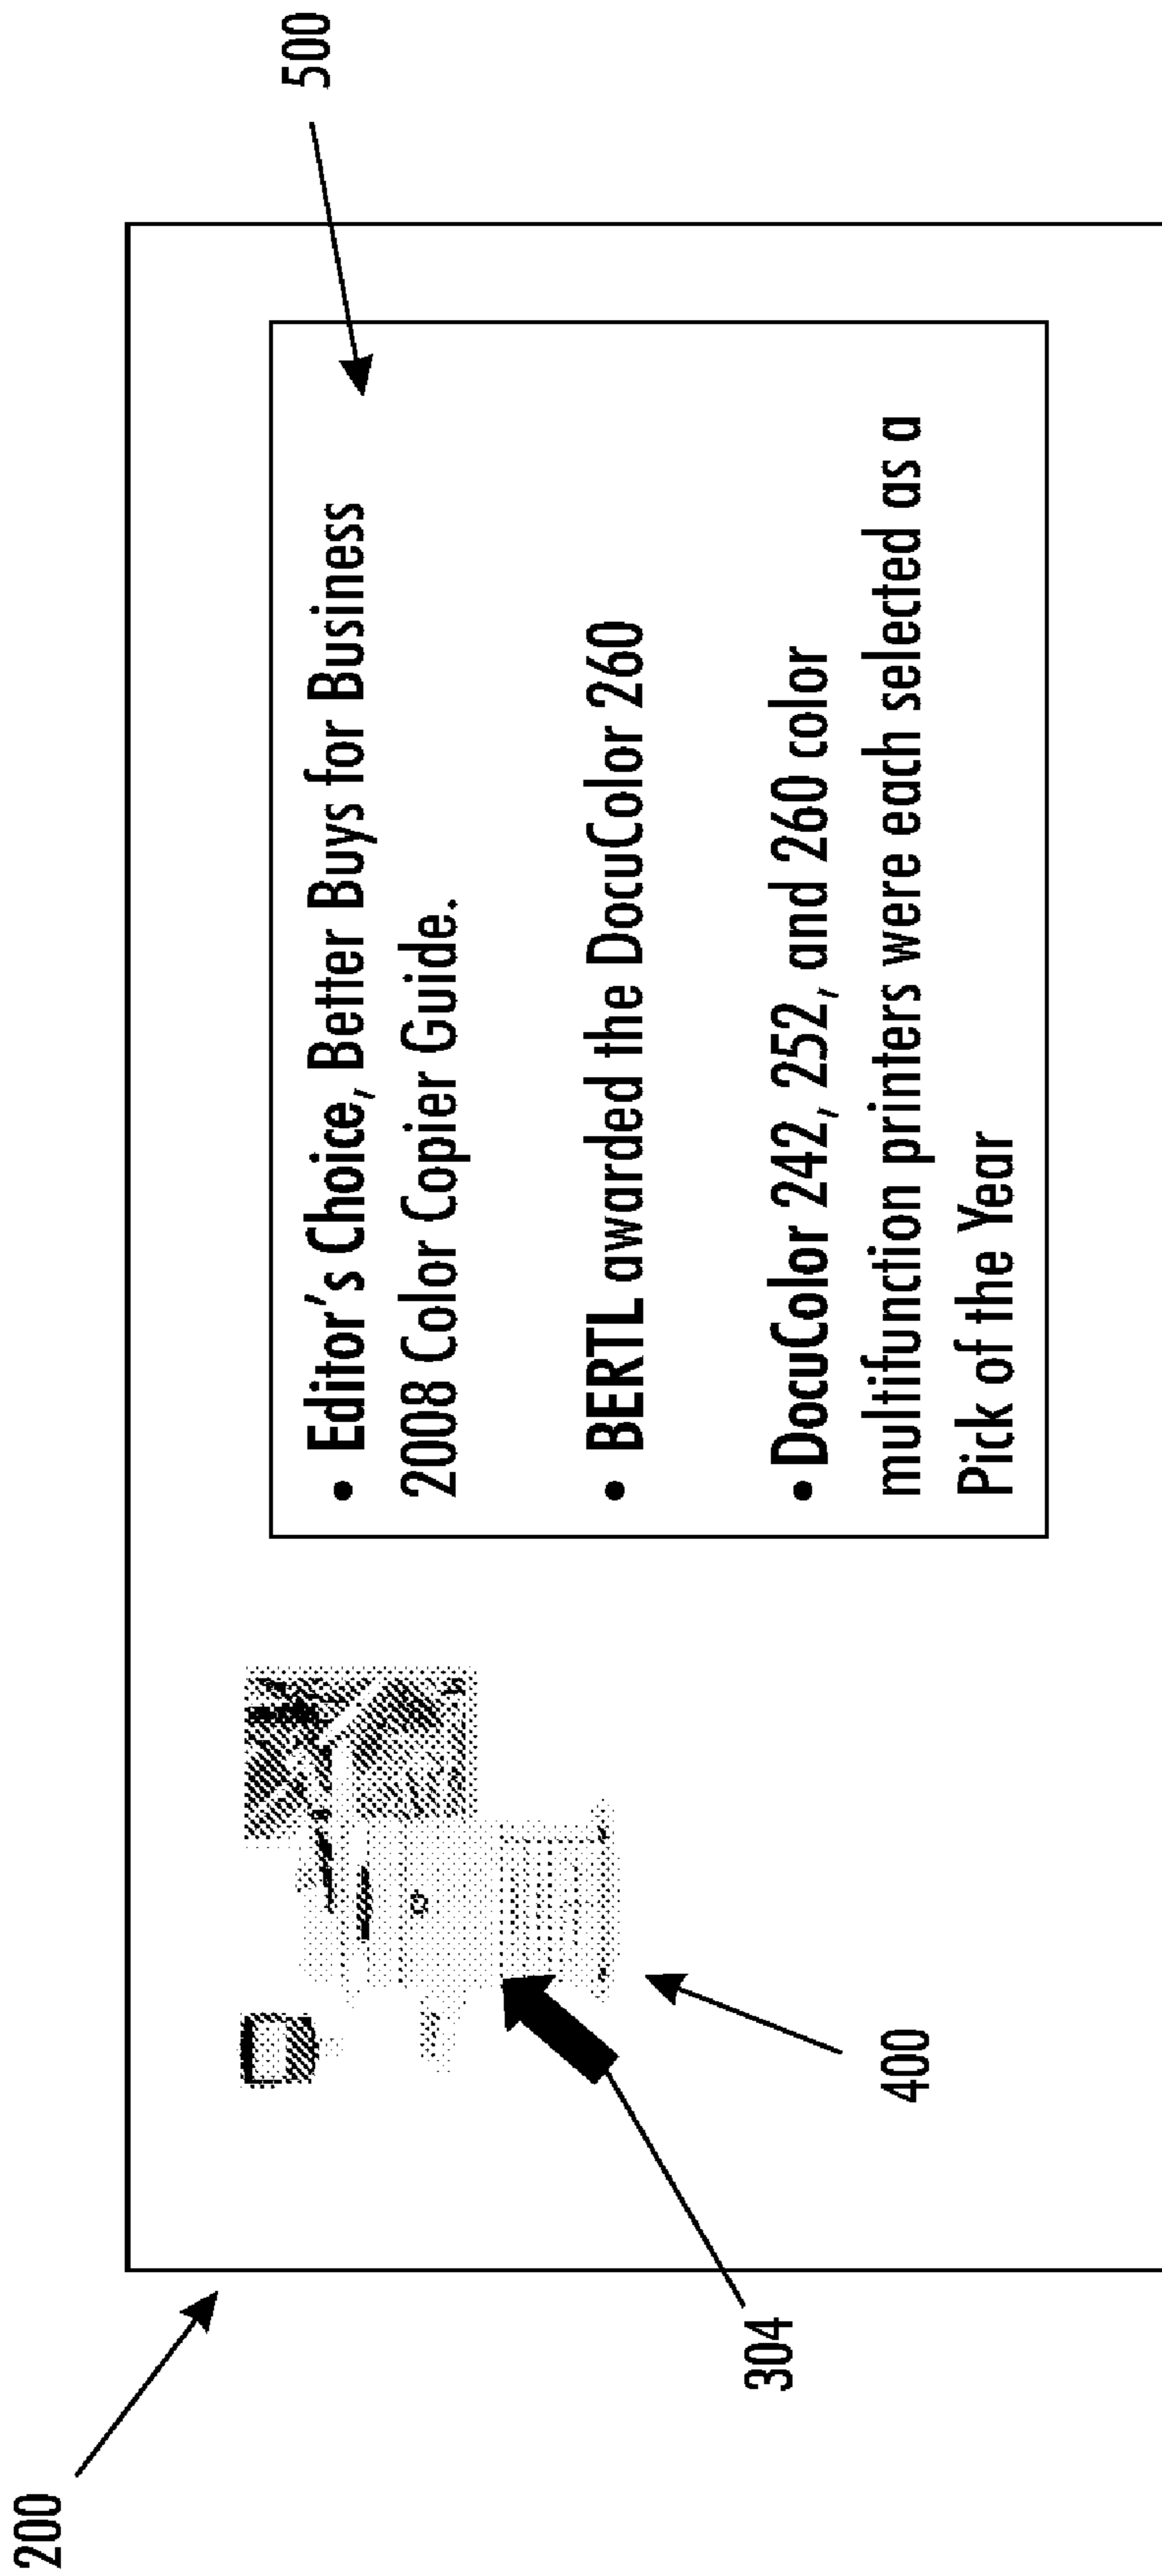 200
500
• Editor's Choice, Better Buys for Business
2008 Color Copier Guide.
• BERTL awarded the DocuColor 260
• DocuColor 242, 252, and 260 color
multifunction printers were each selected as a
Pick of the Year
304
400